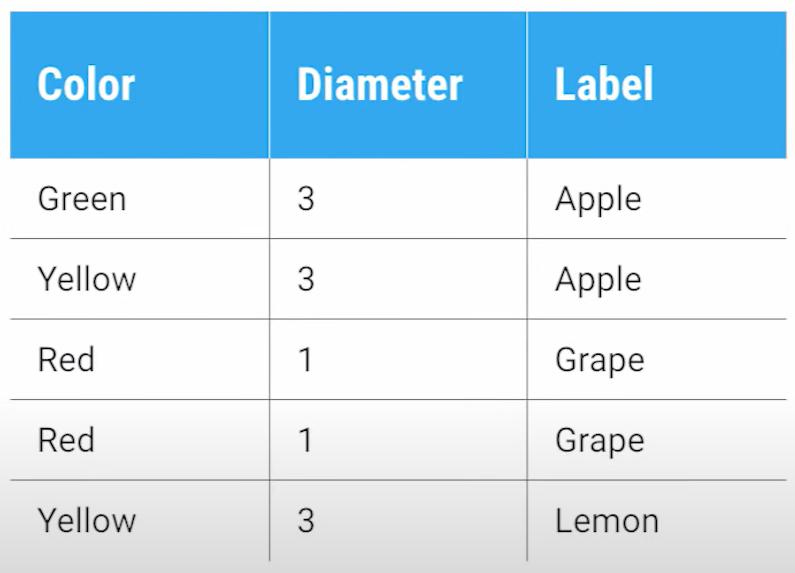 Color Diameter Label
Green 3 Apple
Yellow 3 Apple
Red 1 Grape
Red 1 Grape
Yellow 3 Lemon